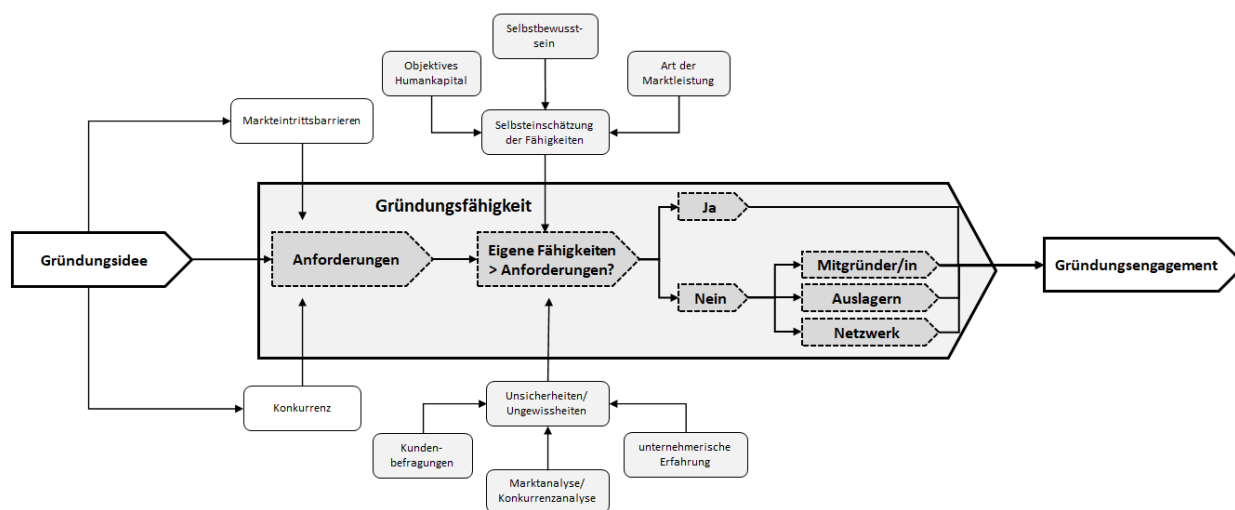 Selbstbewusst-
sein
Objektives
Humankapital
Art der
Marktleistung
Markteintrittsbarrieren
Selbsteinschätzung
der Fähigkeiten
Gründungsfähigkeit
Ja
Gründungsidee
Anforderungen
Eigene Fähigkeiten
> Anforderungen?
Mitgründer/in
Gründungsengagement
Nein
Auslagern
Netzwerk
Konkurrenz
Unsicherheiten/
Ungewissheiten
Kunden-
befragungen
unternehmerische
Erfahrung
Marktanalyse/
Konkurrenzanalyse